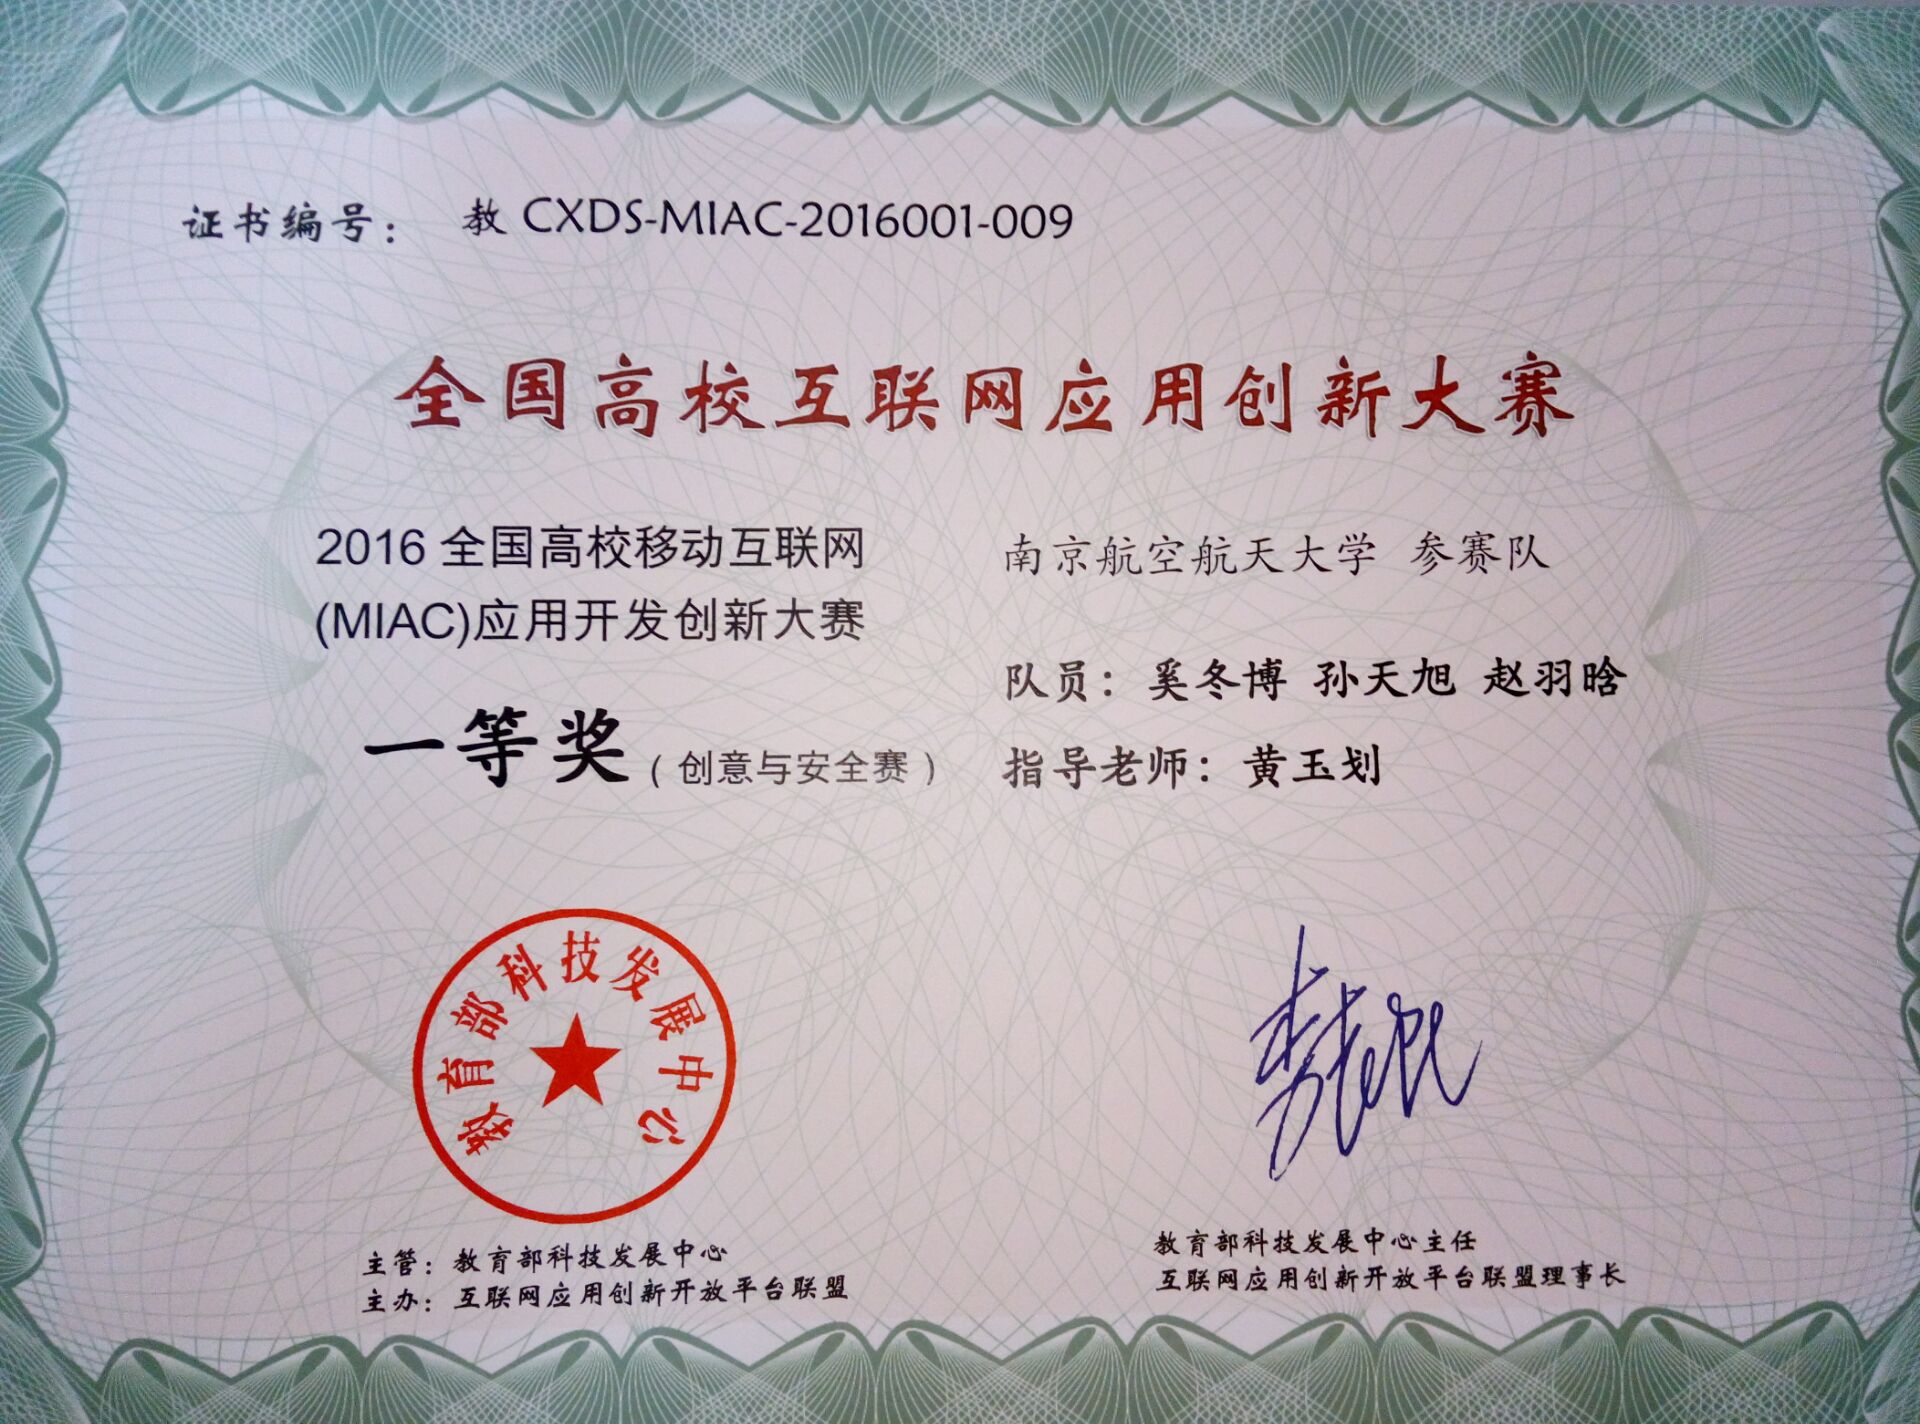 证书编号： 教 CXDS-MIAC-2016001-009
全国高校互联网应用创新大赛
2016 全国高校移动互联网
(MIAC)应用开发创新大赛
一等奖（创意与安全赛）
南京航空航天大学 参赛队
队员：奚冬博 孙天旭 赵羽晗
指导老师：黄玉划
教育部科技发展中心
主管：教育部科技发展中心
主办：互联网应用创新开放平台联盟
教育部科技发展中心主任
互联网应用创新开放平台联盟理事长